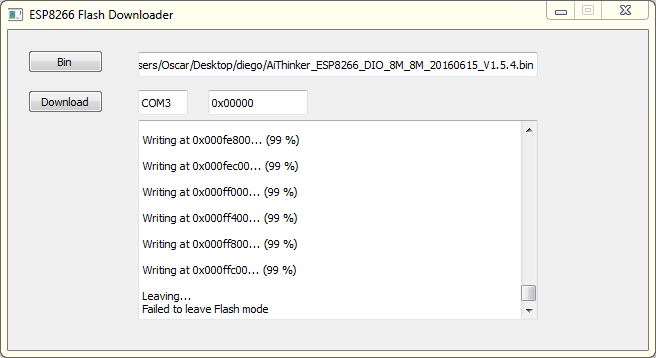 ESP8266 Flash Downloader
Bin
sers/Oscar/Desktop/diego/AiThinker_ESP8266_DIO_8M_8M_20160615_V1.5.4.bin
Download
COM3
0x00000
Writing at 0x000fe800... (99 %)
Writing at 0x000fec00... (99 %)
Writing at 0x000ff000... (99 %)
Writing at 0x000ff400... (99 %)
Writing at 0x000ff800... (99 %)
Writing at 0x000ffc00... (99 %)
Leaving...
Failed to leave Flash mode